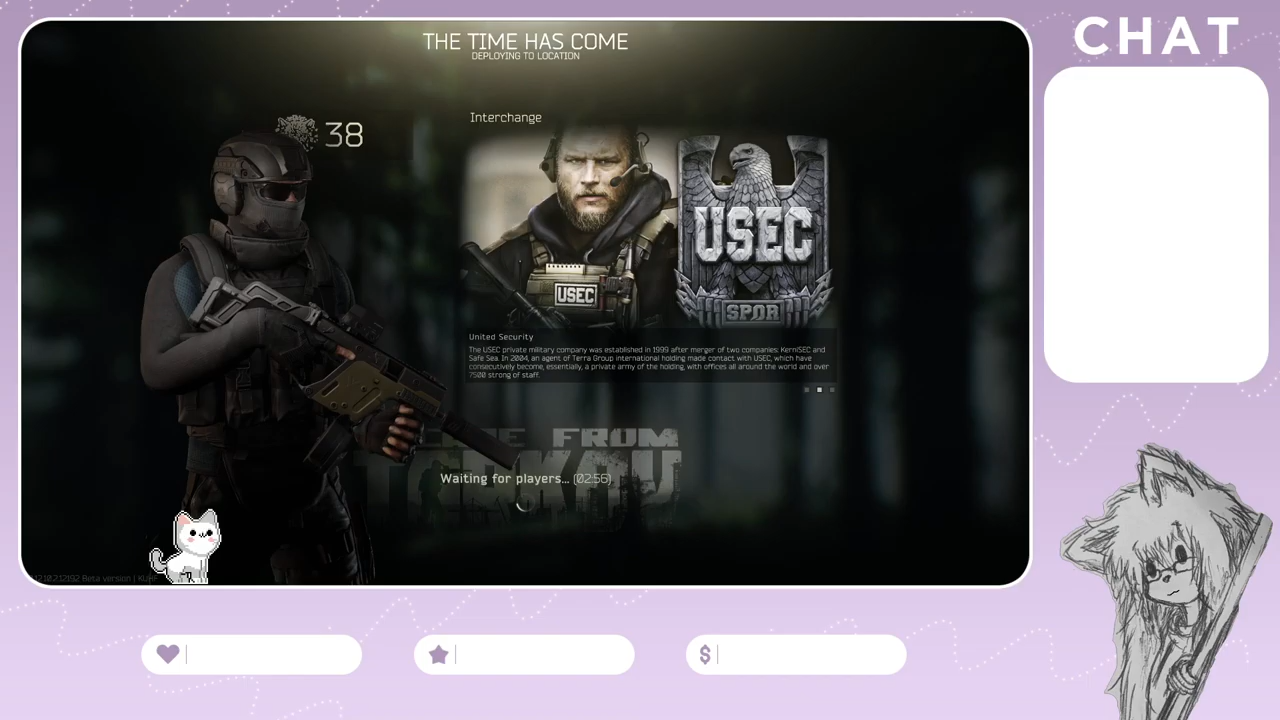 CHAT
THE TIME HAS COME
DEPLOYING TO LOCATION
38
Interchange
USEC
USEC
SPQR
United Security
The USEC private military company was established in 1999 after merger of two companies: KerniSEC and
Safe Sea. In 2004, an agent of Terra Group international holding made contact with USEC, which have
consecutively become, essentially, a private army of the holding, with offices all around the world and over
7500 strong of staff.
FROM
Waiting for players... (02:56)
Beta version |
$